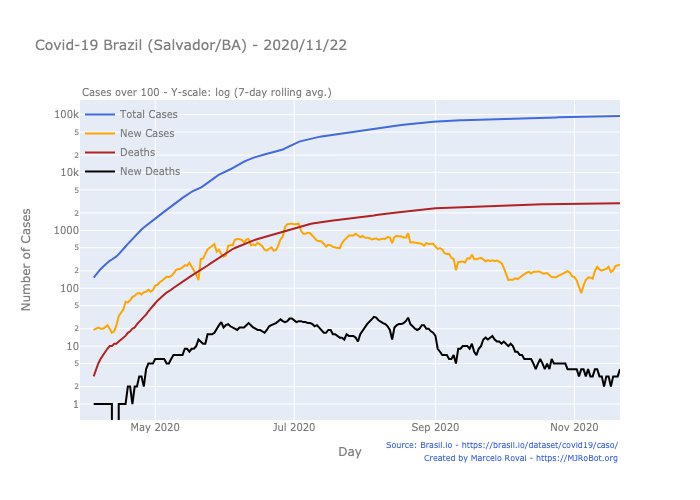 Covid-19 Brazil (Salvador/BA) - 2020/11/22
Cases over 100 - Y-scale: log (7-day rolling avg.)
Total Cases
New Cases
Deaths
New Deaths
100k
5
2
10k
5
2
1000
5
2
100
5
2
10
5
2
1
Number of Cases
May 2020
Jul 2020
Sep 2020
Nov 2020
Day
Source: Brasil.io - https://brasil.io/dataset/covid19/caso/
Created by Marcelo Rovai - https://MJRoBot.org